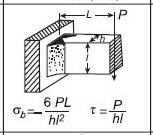 L P
h
l
σb=- 6 PL / hl² τ= P / hl